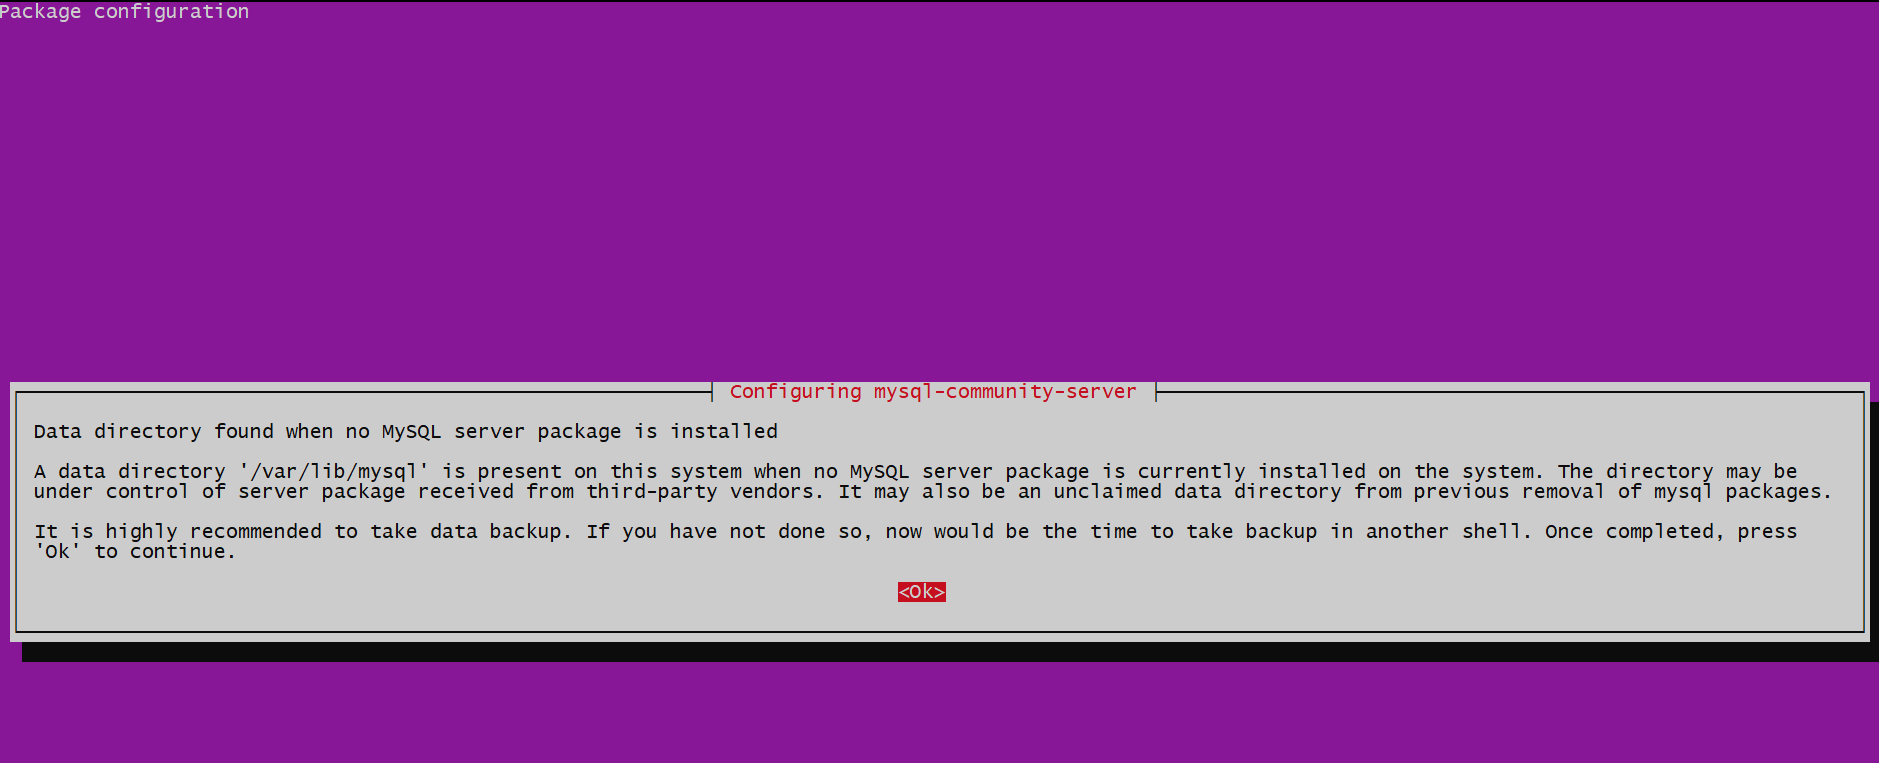 Package configuration
Configuring mysql-community-server
Data directory found when no MySQL server package is installed
A data directory '/var/lib/mysql' is present on this system when no MySQL server package is currently installed on the system. The directory may be
under control of server package received from third-party vendors. It may also be an unclaimed data directory from previous removal of mysql packages.
It is highly recommended to take data backup. If you have not done so, now would be the time to take backup in another shell. Once completed, press
'Ok' to continue.
<Ok>